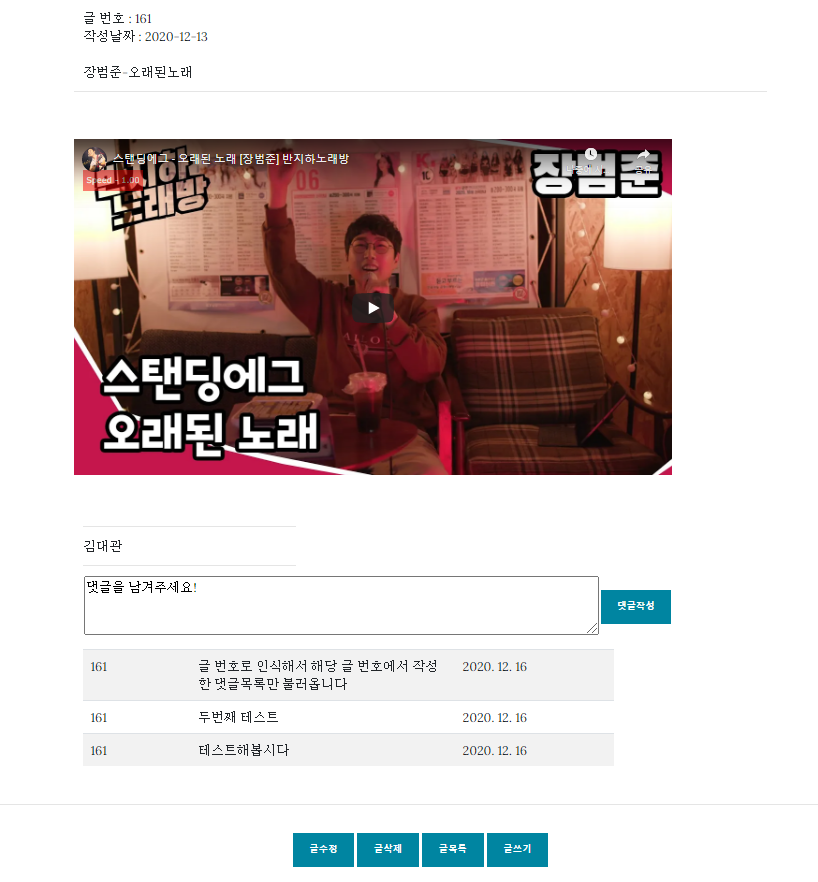 글 번호 : 161
작성날짜 : 2020-12-13
장범준-오래된노래
스탠딩에그 - 오래된 노래 [장범준] 반지하노래방
Speed - 1.00
노래방
장범준
06
스탠딩에그
오래된 노래
김대관
댓글을 남겨주세요!
댓글작성
161 글 번호로 인식해서 해당 글 번호에서 작성 2020. 12. 16
한 댓글목록만 불러옵니다
161 두번째 테스트 2020. 12. 16
161 테스트해봅시다 2020. 12. 16
글수정 글삭제 글목록 글쓰기